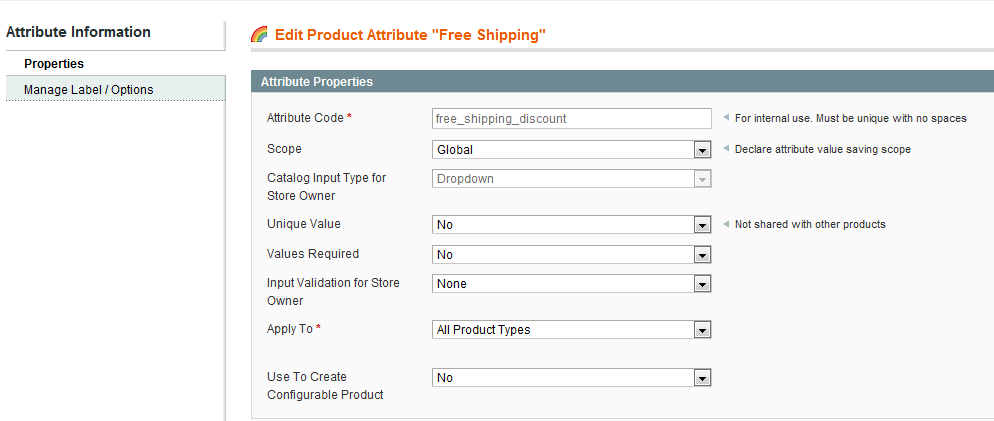 Attribute Information
Properties
Manage Label / Options
Edit Product Attribute "Free Shipping"
Attribute Properties
Attribute Code * free_shipping_discount For internal use. Must be unique with no spaces
Scope Global Declare attribute value saving scope
Catalog Input Type for
Store Owner
Dropdown
Unique Value No Not shared with other products
Values Required No
Input Validation for Store
Owner
None
Apply To * All Product Types
Use To Create
Configurable Product
No